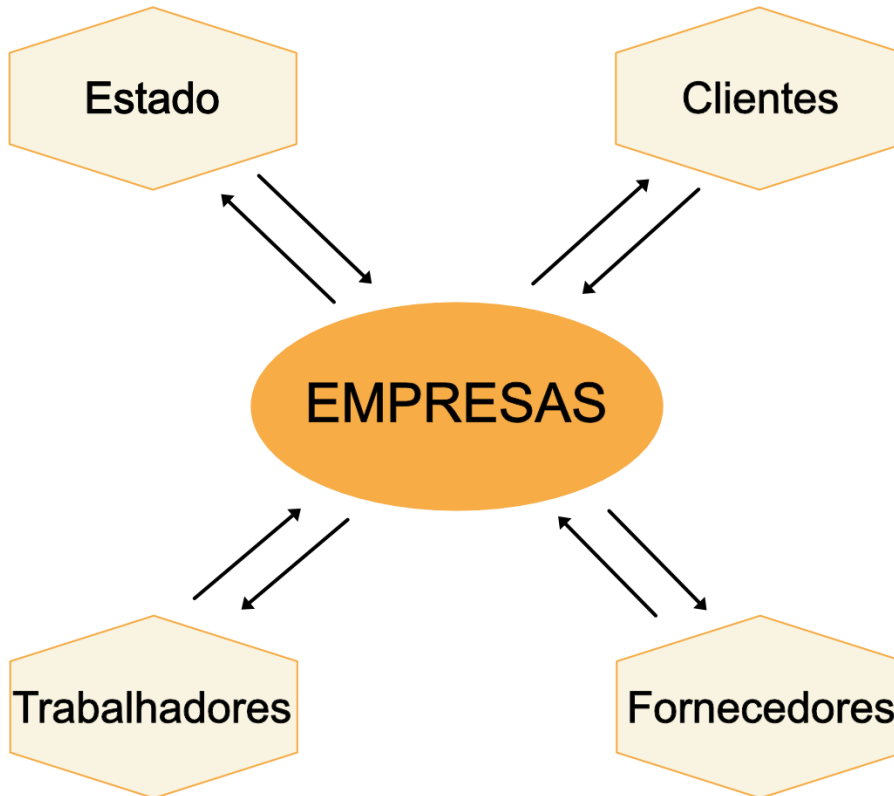 Estado
Clientes
EMPRESAS
Trabalhadores
Fornecedores